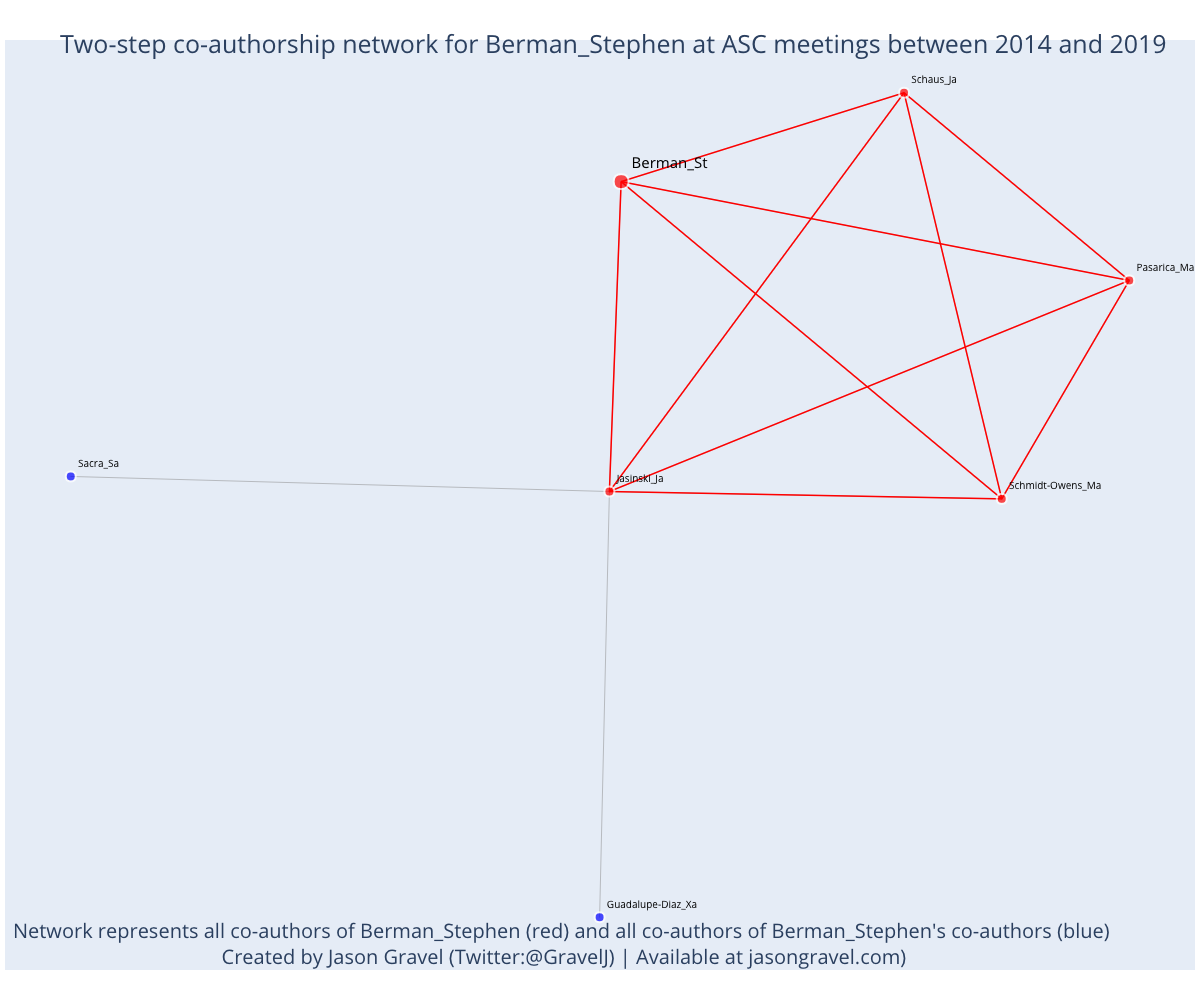 Two-step co-authorship network for Berman_Stephen at ASC meetings between 2014 and 2019
Schaus_Ja
Berman_St
Pasarica_Ma
Sacra_Sa
Jasinski_Ja
Schmidt-Owens_Ma
Guadalupe-Diaz_Xa
Network represents all co-authors of Berman_Stephen (red) and all co-authors of Berman_Stephen's co-authors (blue)
Created by Jason Gravel (Twitter:@GravelJ) | Available at jasongravel.com)